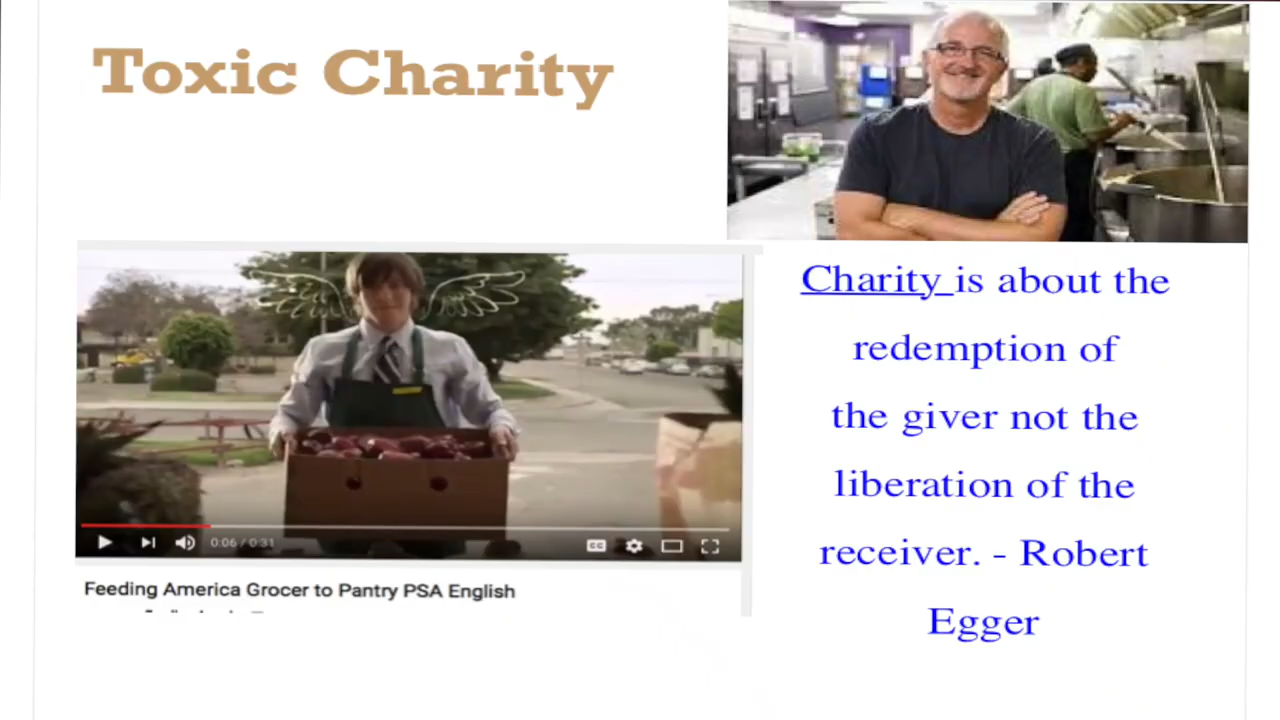 Toxic Charity
Charity is about the
redemption of
the giver not the
liberation of the
receiver. - Robert
Egger
0:06 / 0:31
CC
Feeding America Grocer to Pantry PSA English